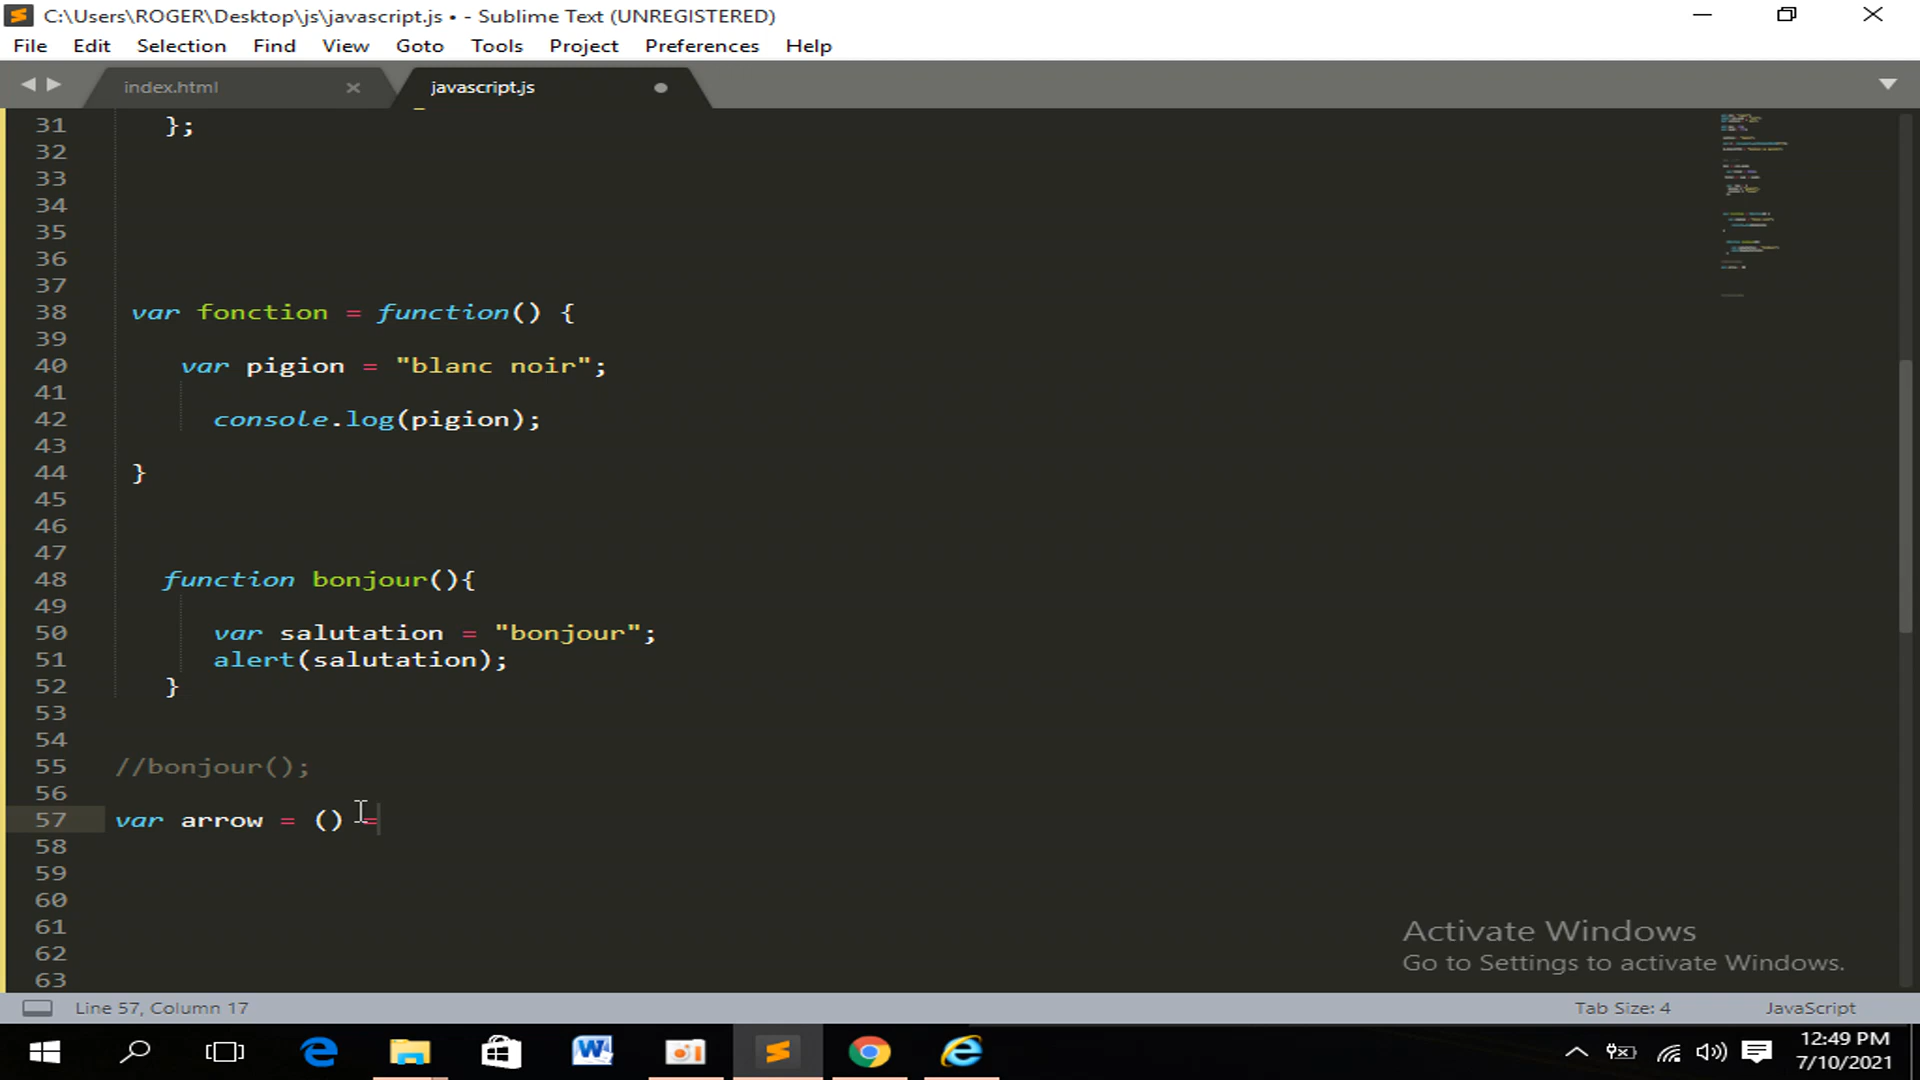 C:\Users\ROGER\Desktop\js\javascript.js • - Sublime Text (UNREGISTERED)
File Edit Selection Find View Goto Tools Project Preferences Help
index.html javascript.js
31 };
32
33
34
35
36
37
38 var fonction = function() {
39
40 var pigion = "blanc noir";
41
42 console.log(pigion);
43
44 }
45
46
47
48 function bonjour(){
49
50 var salutation = "bonjour";
51 alert(salutation);
52 }
53
54
55 //bonjour();
56
57 var arrow = () =
58
59
60
61
62
63
Activate Windows
Go to Settings to activate Windows.
Line 57, Column 17 Tab Size: 4 JavaScript
12:49 PM
7/10/2021